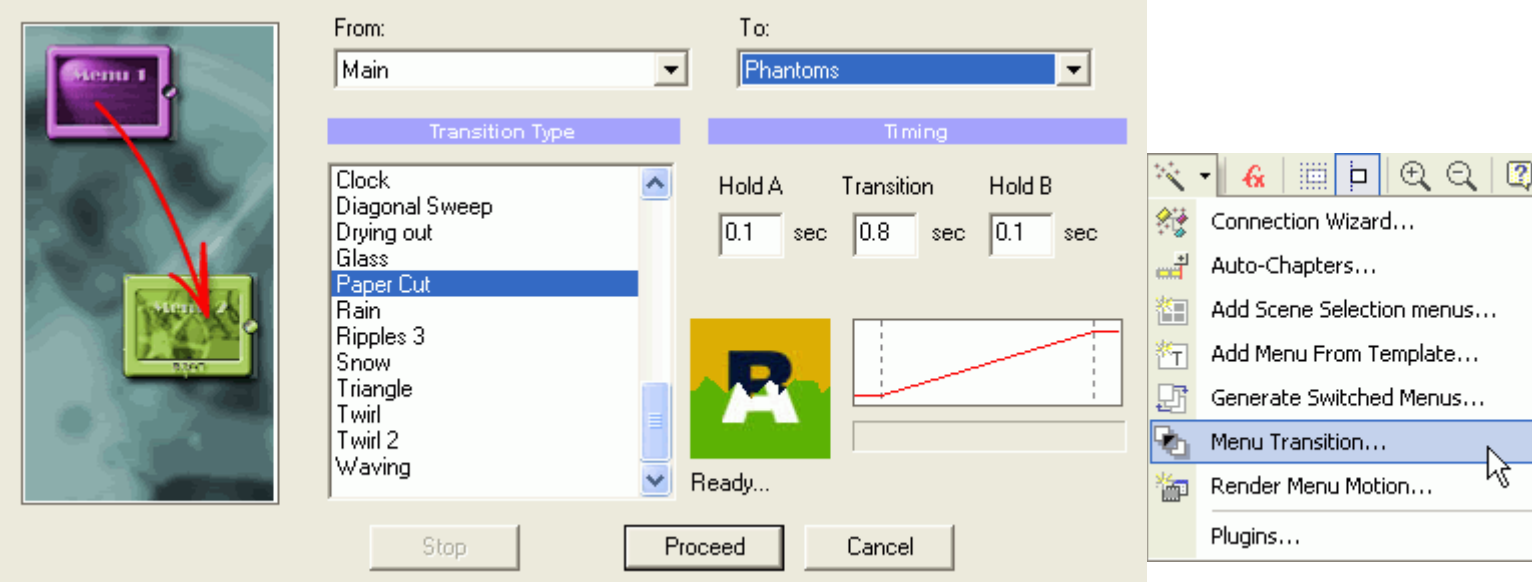 Menu 1
Menu 2
From:
Main
To:
Phantoms
Transition Type
Clock
Diagonal Sweep
Drying out
Glass
Paper Cut
Rain
Ripples 3
Snow
Triangle
Twirl
Twirl 2
Waving
Timing
Hold A Transition Hold B
0.1 sec 0.8 sec 0.1 sec
B
A
Ready...
Stop Proceed Cancel
fx
?
Connection Wizard...
Auto-Chapters...
Add Scene Selection menus...
T Add Menu From Template...
Generate Switched Menus...
Menu Transition...
Render Menu Motion...
Plugins...